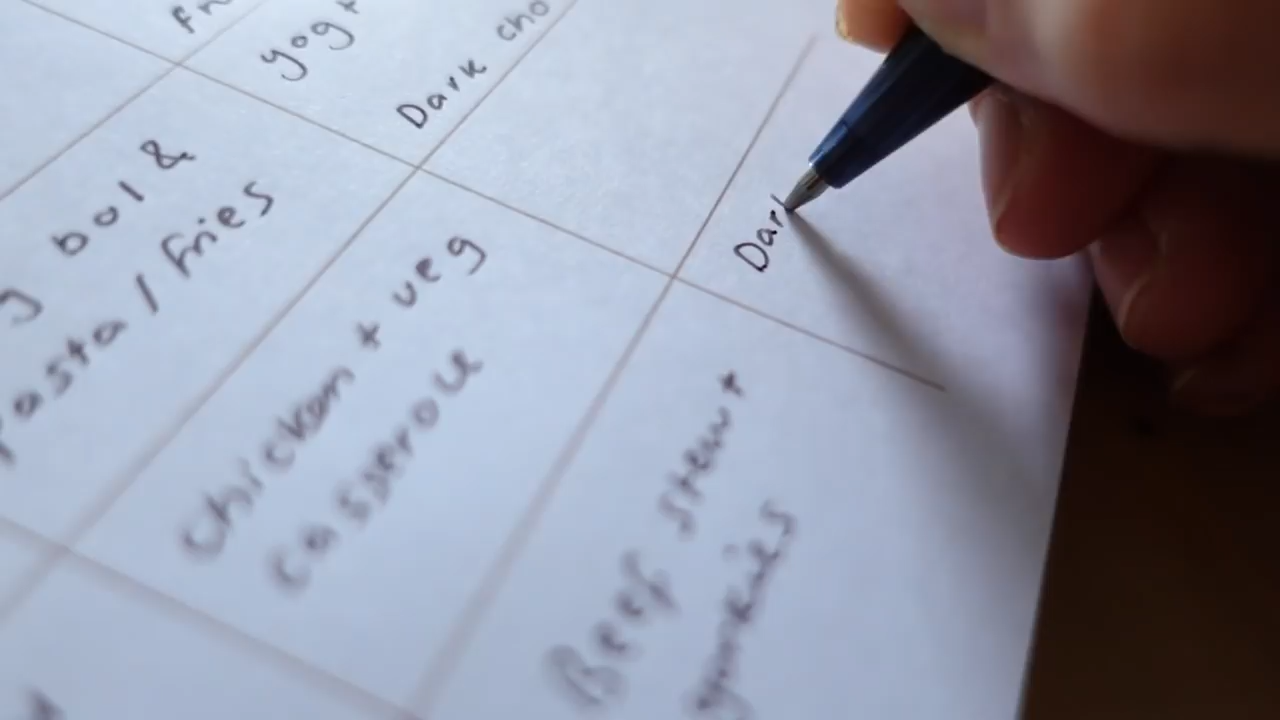 yog
Dark cho
Dar
bol &
pasta / fries
Chicken + veg
casserole
Beef stew +